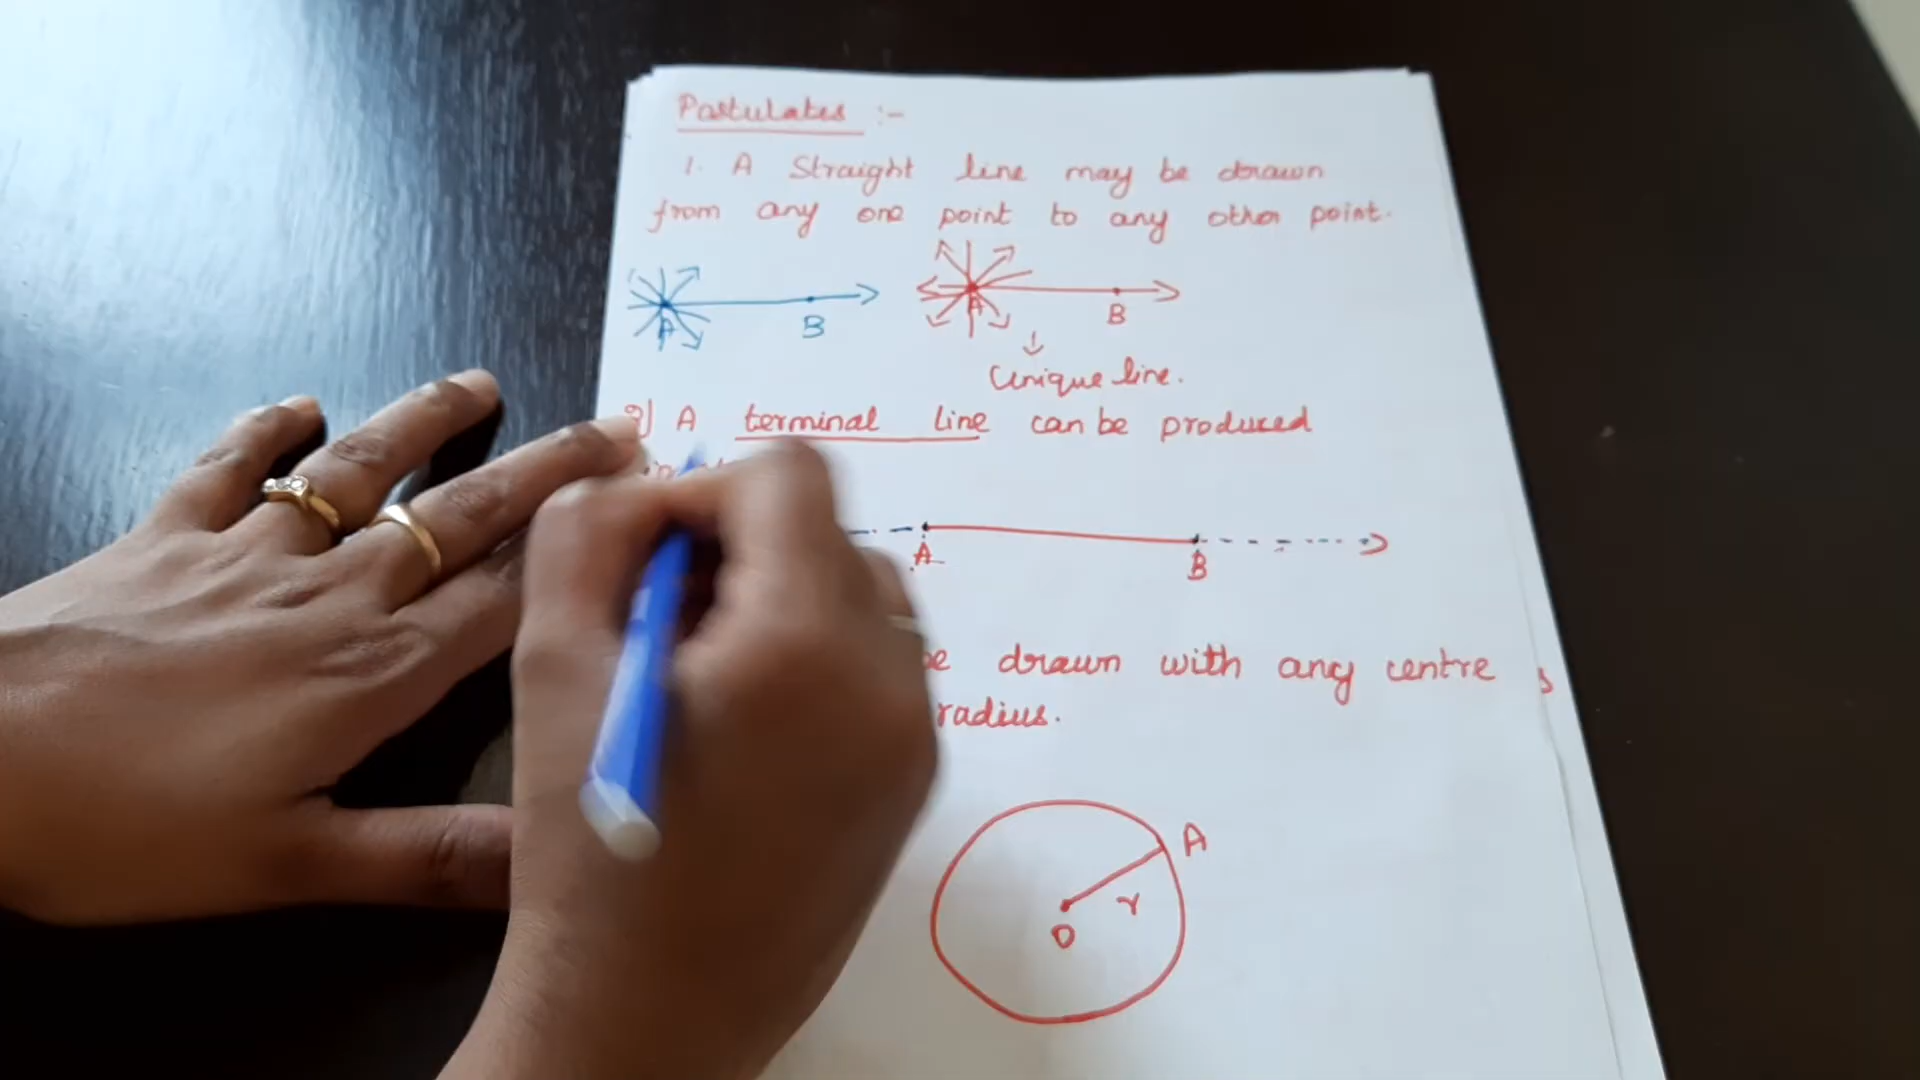 Postulates :-
1. A Straight line may be drawn
from any one point to any other point.
A B A B
Unique line.
2) A terminal line can be produced
A B
be drawn with any centre
radius.
A
r
O